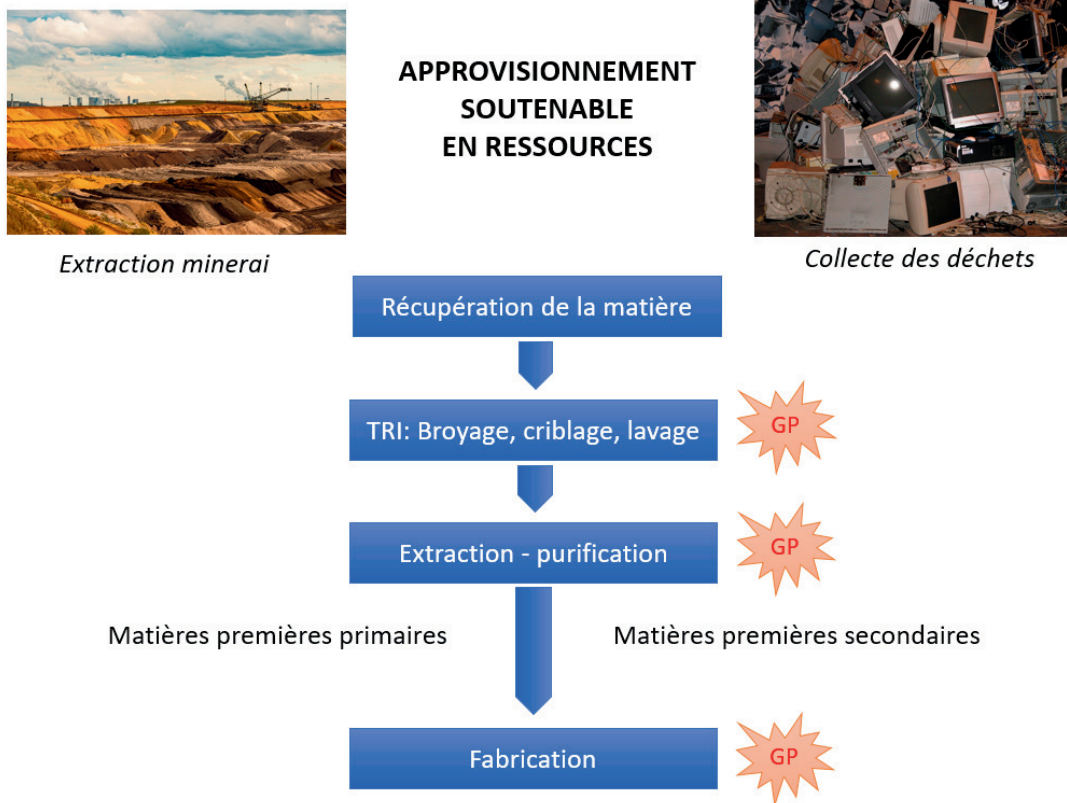 APPROVISIONNEMENT
SOUTENABLE
EN RESSOURCES
Extraction minerai
Collecte des déchets
Récupération de la matière
TRI: Broyage, criblage, lavage
GP
Extraction - purification
GP
Matières premières primaires
Matières premières secondaires
Fabrication
GP